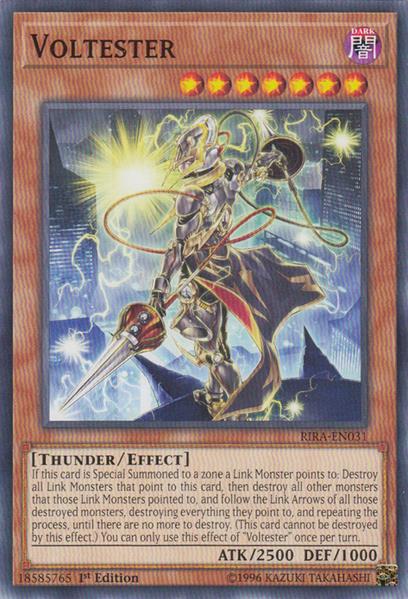 VOLTESTER
DARK
闇
RIRA-EN031
[THUNDER/EFFECT]
If this card is Special Summoned to a zone a Link Monster points to: Destroy
all Link Monsters that point to this card, then destroy all other monsters
that those Link Monsters pointed to, and follow the Link Arrows of all those
destroyed monsters, destroying everything they point to, and repeating the
process, until there are no more to destroy. (This card cannot be destroyed
by this effect.) You can only use this effect of "Voltester" once per turn.
ATK/2500 DEF/1000
18585765 1st Edition ©1996 KAZUKI TAKAHASHI